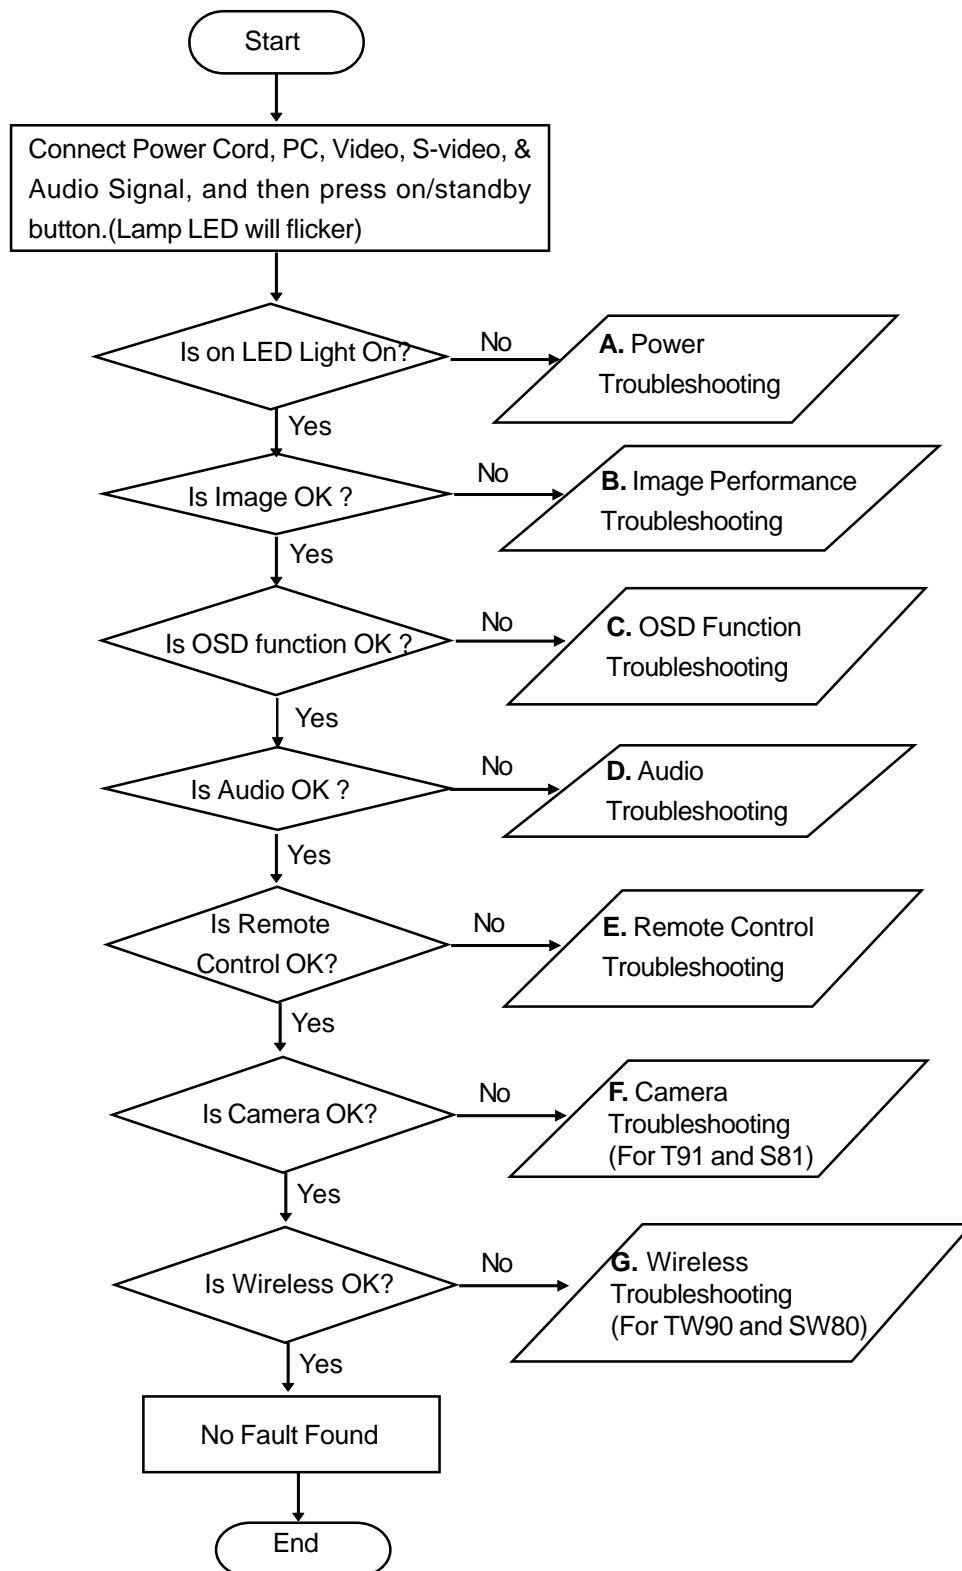 Start
Connect Power Cord, PC, Video, S-video, &
Audio Signal, and then press on/standby
button.(Lamp LED will flicker)
Is on LED Light On?
No
A. Power
Troubleshooting
Yes
Is Image OK ?
No
B. Image Performance
Troubleshooting
Yes
Is OSD function OK ?
No
C. OSD Function
Troubleshooting
Yes
Is Audio OK ?
No
D. Audio
Troubleshooting
Yes
Is Remote
Control OK?
No
E. Remote Control
Troubleshooting
Yes
Is Camera OK?
No
F. Camera
Troubleshooting
(For T91 and S81)
Yes
Is Wireless OK?
No
G. Wireless
Troubleshooting
(For TW90 and SW80)
Yes
No Fault Found
End